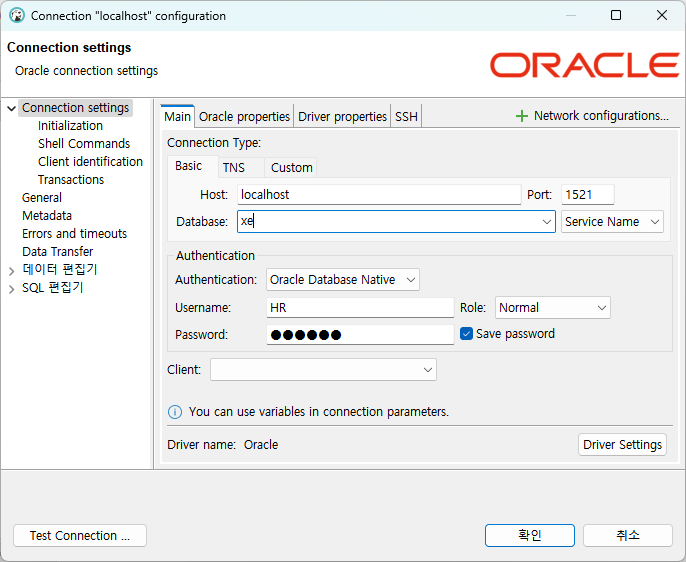 Connection "localhost" configuration
Connection settings
Oracle connection settings
ORACLE
Connection settings
Initialization
Shell Commands
Client identification
Transactions
General
Metadata
Errors and timeouts
Data Transfer
데이터 편집기
SQL 편집기
Main Oracle properties Driver properties SSH Network configurations...
Connection Type:
Basic TNS Custom
Host: localhost Port: 1521
Database: xe Service Name
Authentication
Authentication: Oracle Database Native
Username: HR Role: Normal
Password: ●●●●●● Save password
Client:
You can use variables in connection parameters.
Driver name: Oracle Driver Settings
Test Connection ... 확인 취소